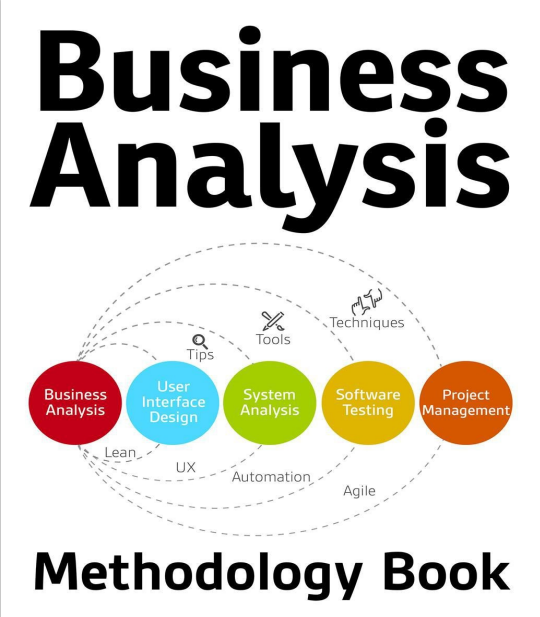 Business
Analysis
Techniques
Tools
Tips
Business
Analysis
User
Interface
Design
System
Analysis
Software
Testing
Project
Management
Lean
UX
Automation
Agile
Methodology Book